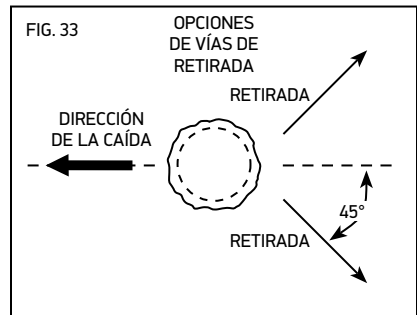 FIG. 33
OPCIONES
DE VÍAS DE
RETIRADA
RETIRADA
DIRECCIÓN
DE LA CAÍDA
45°
RETIRADA